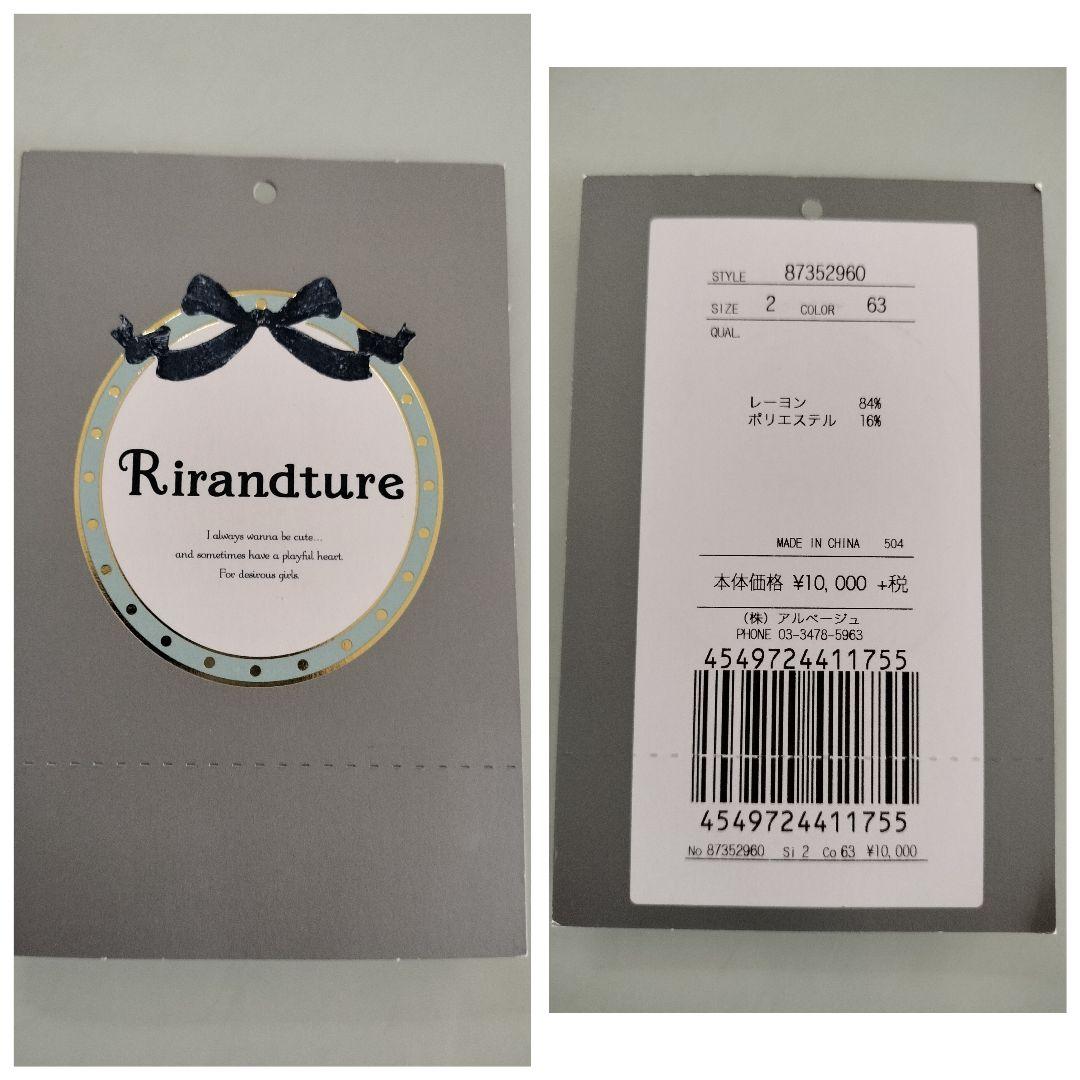 Rirandture
I always wanna be cute...
and sometimes have a playful heart.
For desirous girls.
STYLE 87352960
SIZE 2 COLOR 63
QUAL.
レーヨン 84%
ポリエステル 16%
MADE IN CHINA 504
本体価格 ¥10,000 +税
(株) アルページュ
PHONE 03-3478-5963
4549724411755
4549724411755
No 87352960 Si 2 Co 63 ¥10,000